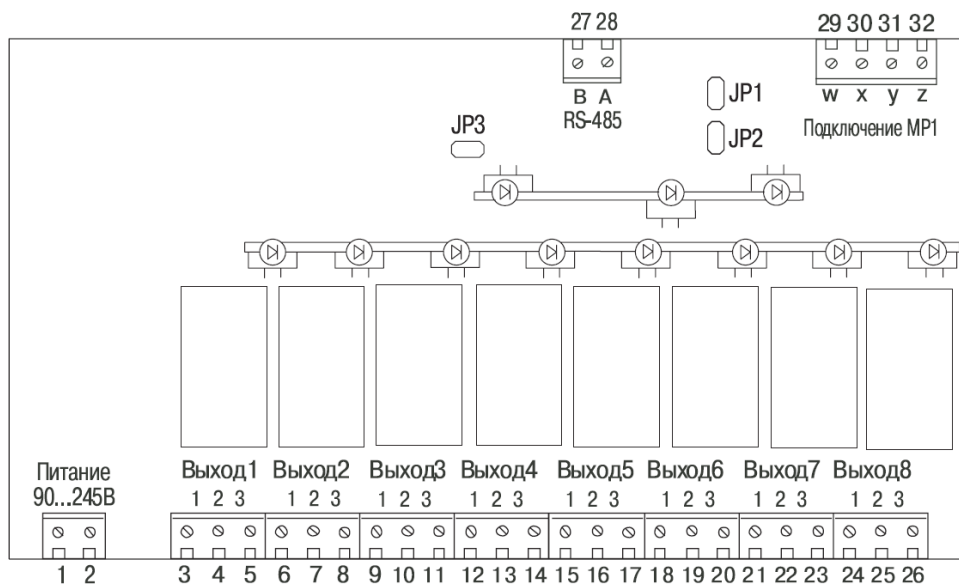 27 28
29 30 31 32
B A
RS-485
w x y z
Подключение МР1
JP1
JP2
JP3
Питание
90...245В
Выход1 Выход2 Выход3 Выход4 Выход5 Выход6 Выход7 Выход8
1 2 3 1 2 3 1 2 3 1 2 3 1 2 3 1 2 3 1 2 3 1 2 3
1 2 3 4 5 6 7 8 9 10 11 12 13 14 15 16 17 18 19 20 21 22 23 24 25 26